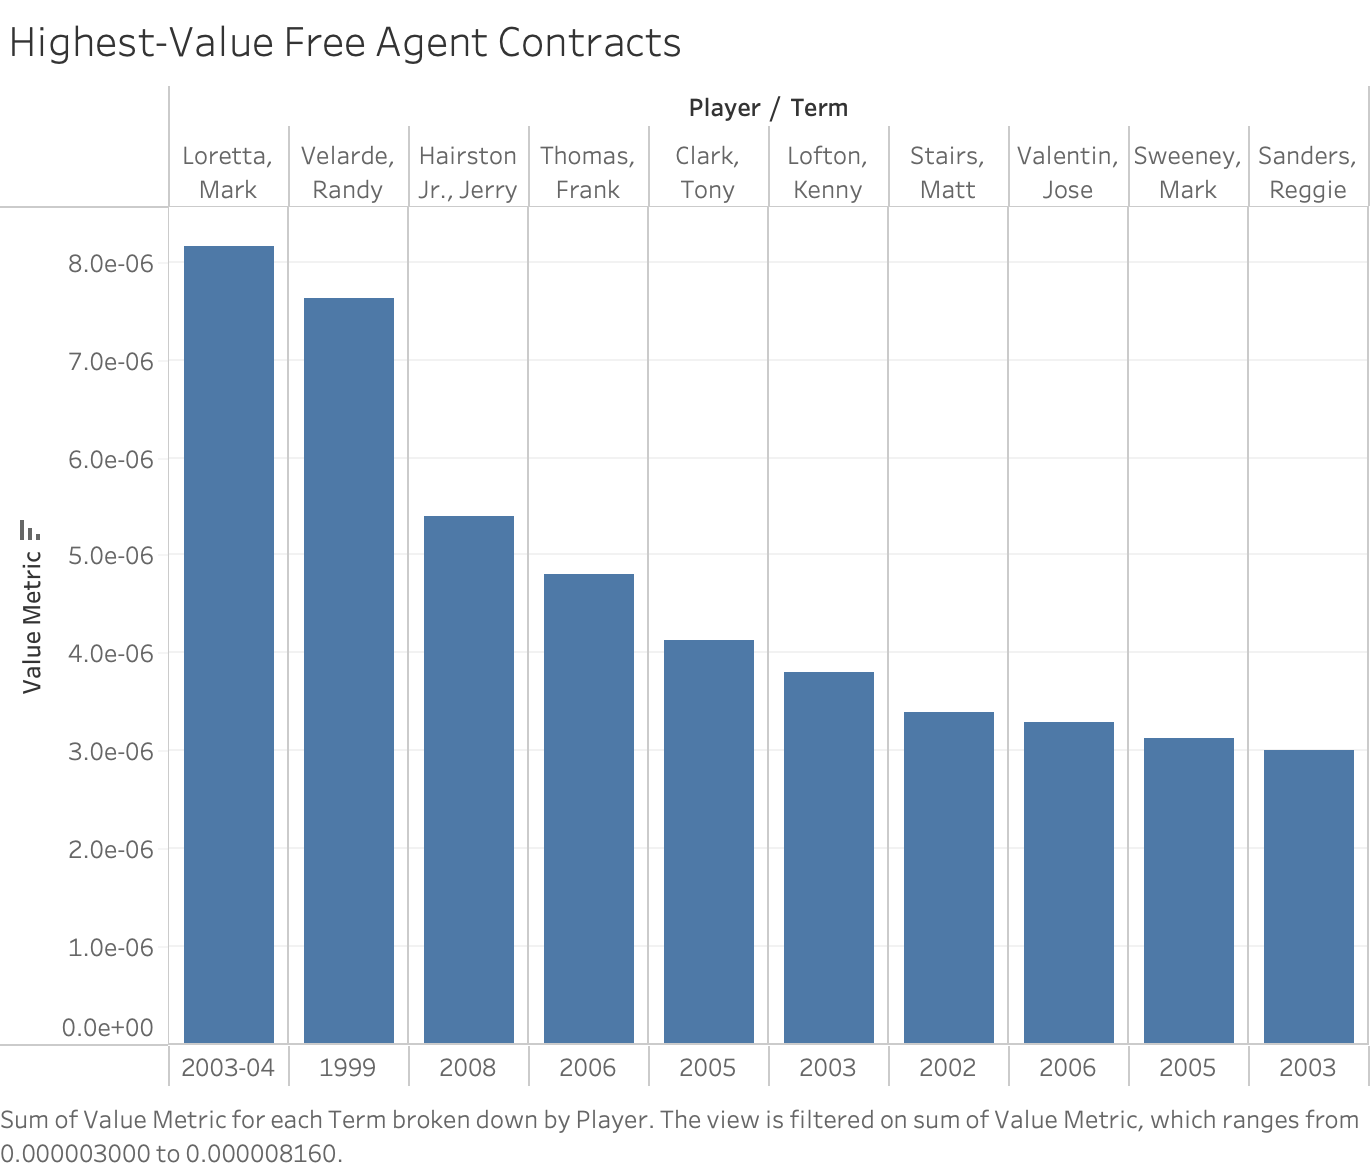 Highest-Value Free Agent Contracts
Player / Term
Loretta, Mark
Velarde, Randy
Hairston Jr., Jerry
Thomas, Frank
Clark, Tony
Lofton, Kenny
Stairs, Matt
Valentin, Jose
Sweeney, Mark
Sanders, Reggie
Value Metric
8.0e-06
7.0e-06
6.0e-06
5.0e-06
4.0e-06
3.0e-06
2.0e-06
1.0e-06
0.0e+00
2003-04 1999 2008 2006 2005 2003 2002 2006 2005 2003
Sum of Value Metric for each Term broken down by Player. The view is filtered on sum of Value Metric, which ranges from
0.000003000 to 0.000008160.